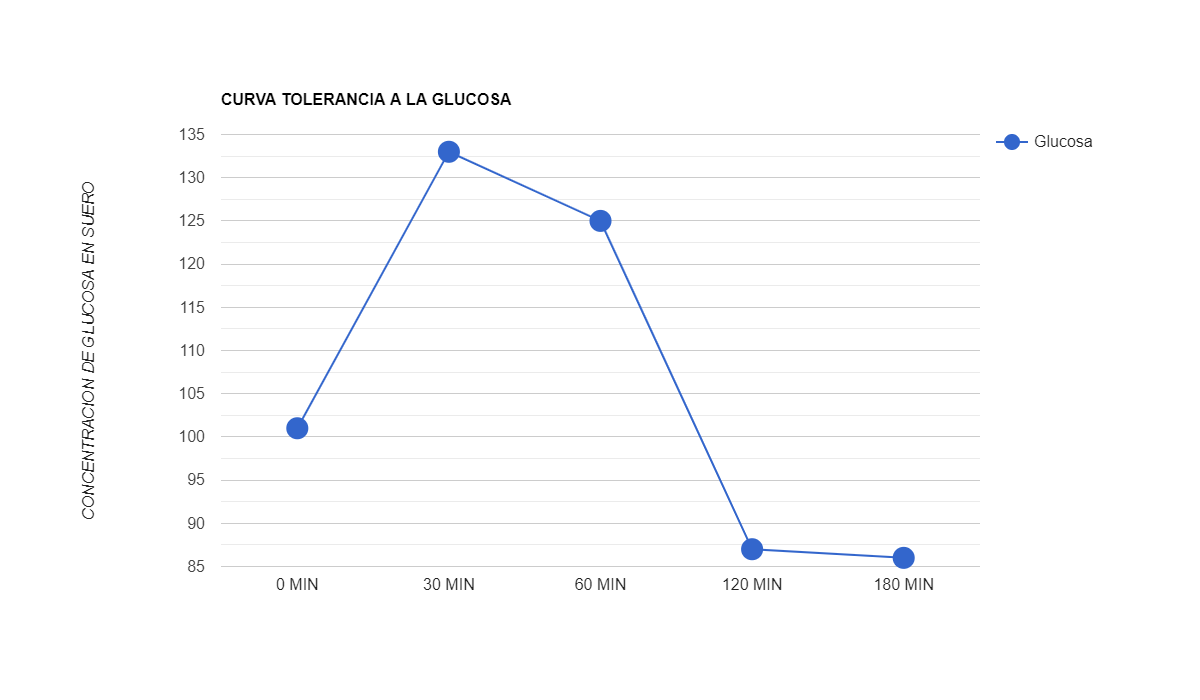 CURVA TOLERANCIA A LA GLUCOSA
Glucosa
CONCENTRACION DE GLUCOSA EN SUERO
135
130
125
120
115
110
105
100
95
90
85
0 MIN
30 MIN
60 MIN
120 MIN
180 MIN